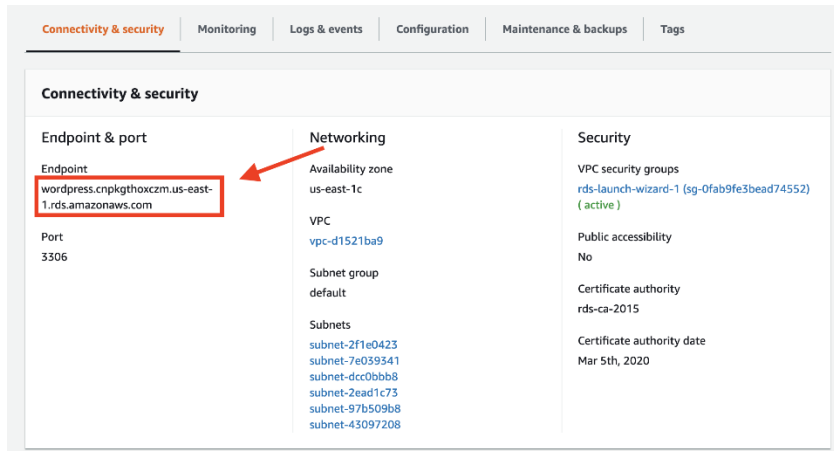 Connectivity & security
Monitoring
Logs & events
Configuration
Maintenance & backups
Tags
Connectivity & security
Endpoint & port
Endpoint
wordpress.cnpkgthoxczm.us-east-
1.rds.amazonaws.com
Port
3306
Networking
Availability zone
us-east-1c
VPC
vpc-d1521ba9
Subnet group
default
Subnets
subnet-2f1e0423
subnet-7e039341
subnet-dcc0bbb8
subnet-2ead1c73
subnet-97b509b8
subnet-43097208
Security
VPC security groups
rds-launch-wizard-1 (sg-0fab9fe3bead74552)
( active )
Public accessibility
No
Certificate authority
rds-ca-2015
Certificate authority date
Mar 5th, 2020